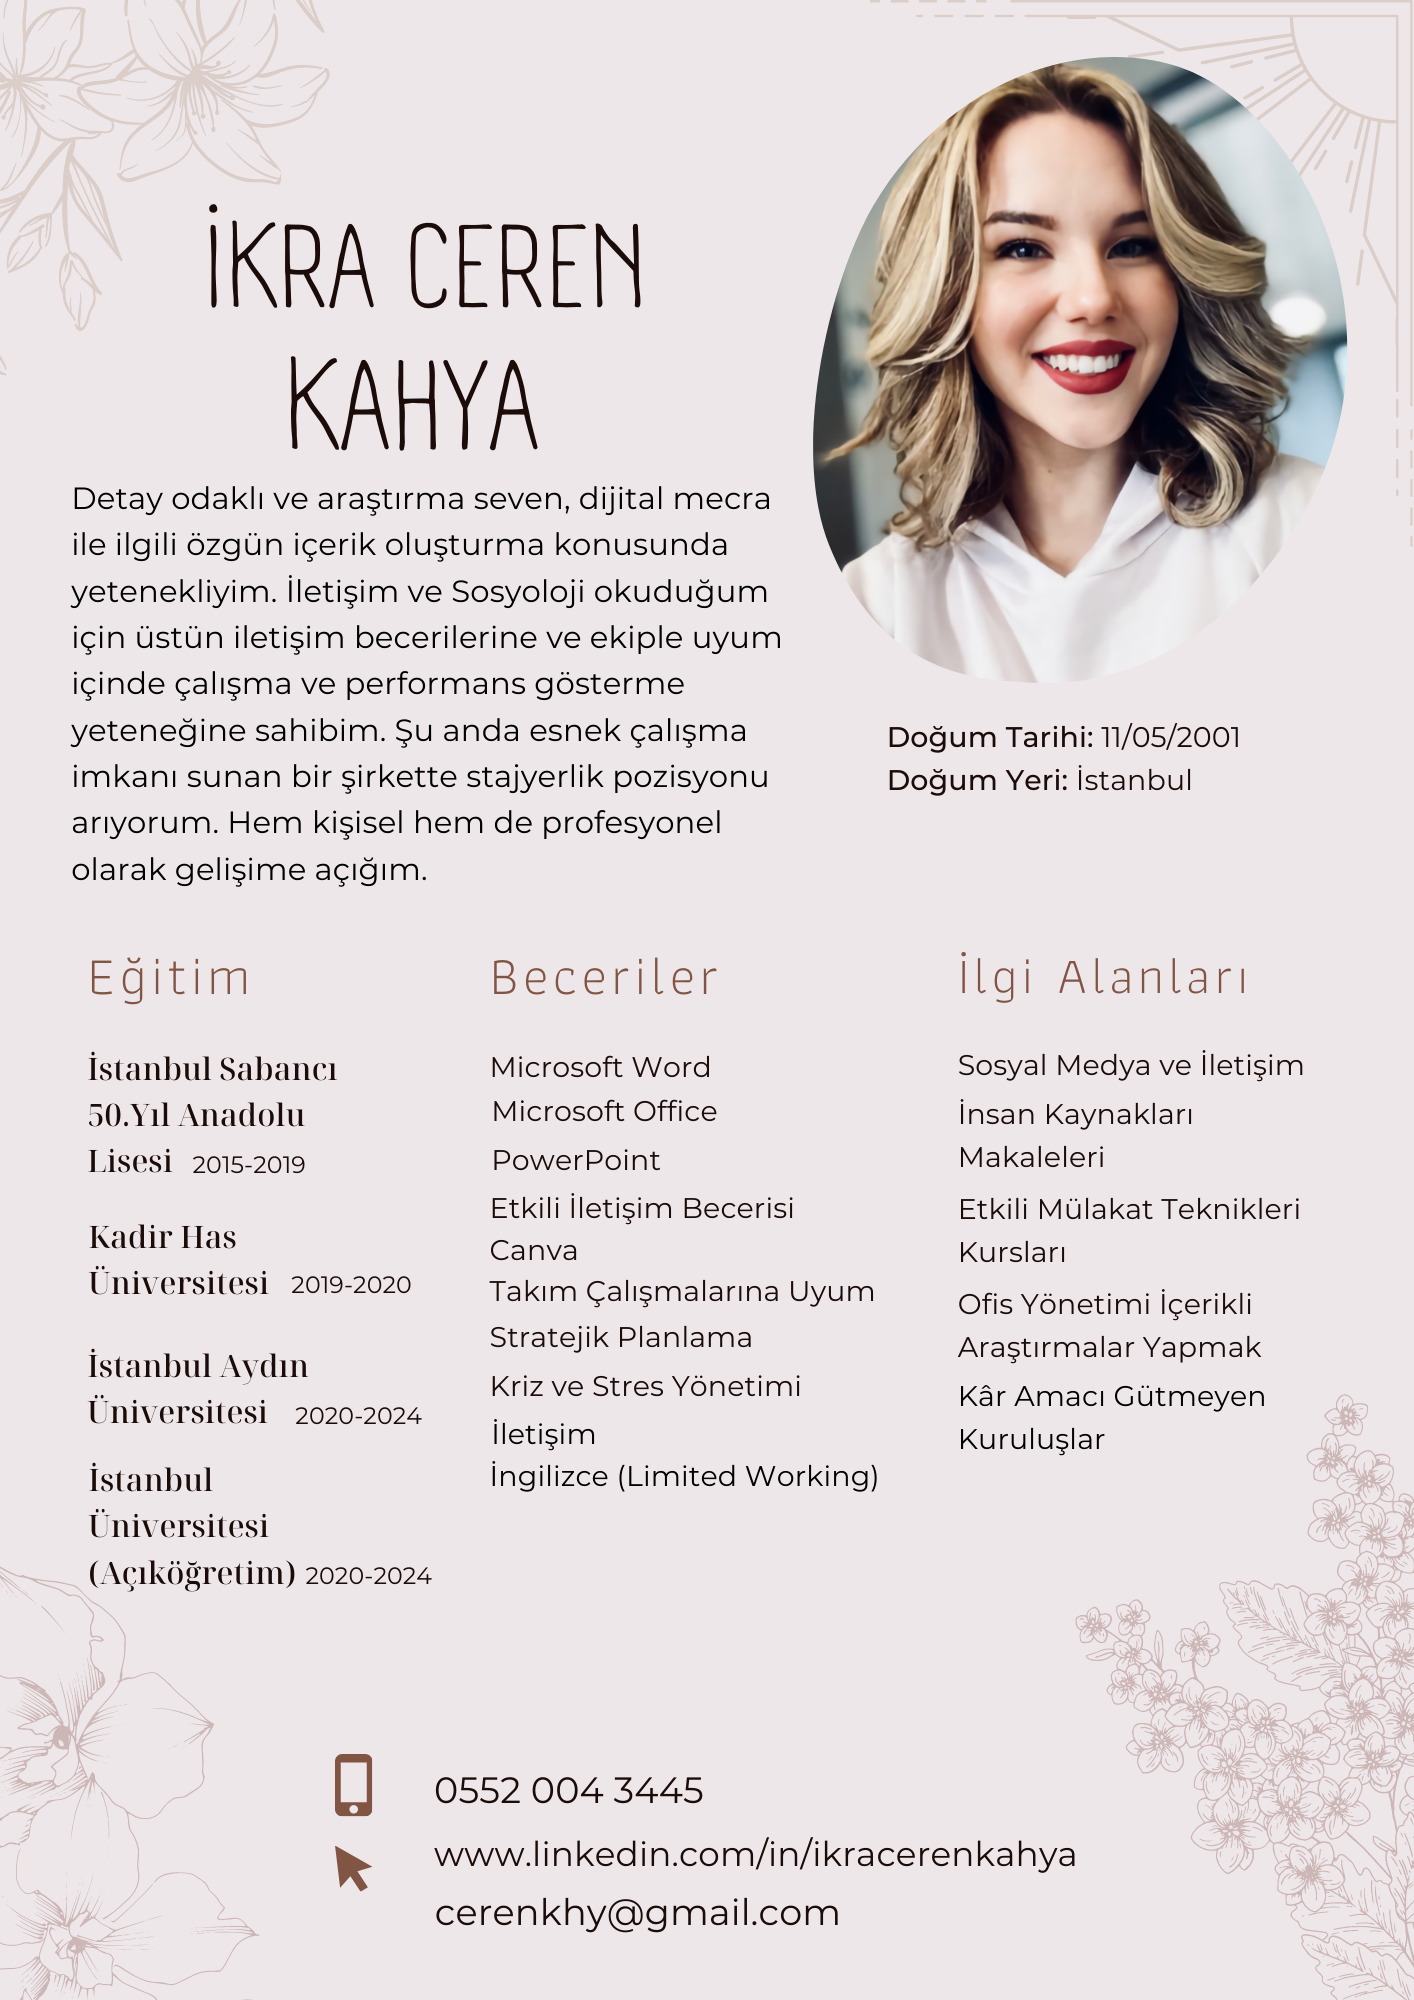 İKRA CEREN
KAHYA
Detay odaklı ve araştırma seven, dijital mecra
ile ilgili özgün içerik oluşturma konusunda
yetenekliyim. İletişim ve Sosyoloji okuduğum
için üstün iletişim becerilerine ve ekiple uyum
içinde çalışma ve performans gösterme
yeteneğine sahibim. Şu anda esnek çalışma
imkanı sunan bir şirkette stajyerlik pozisyonu
arıyorum. Hem kişisel hem de profesyonel
olarak gelişime açığım.
Doğum Tarihi: 11/05/2001
Doğum Yeri: İstanbul
Eğitim
İstanbul Sabancı
50.Yıl Anadolu
Lisesi 2015-2019
Kadir Has
Üniversitesi 2019-2020
İstanbul Aydın
Üniversitesi 2020-2024
İstanbul
Üniversitesi
(Açıköğretim) 2020-2024
Beceriler
Microsoft Word
Microsoft Office
PowerPoint
Etkili İletişim Becerisi
Canva
Takım Çalışmalarına Uyum
Stratejik Planlama
Kriz ve Stres Yönetimi
İletişim
İngilizce (Limited Working)
İlgi Alanları
Sosyal Medya ve İletişim
İnsan Kaynakları
Makaleleri
Etkili Mülakat Teknikleri
Kursları
Ofis Yönetimi İçerikli
Araştırmalar Yapmak
Kâr Amacı Gütmeyen
Kuruluşlar
0552 004 3445
www.linkedin.com/in/ikracerenkahya
cerenkhy@gmail.com